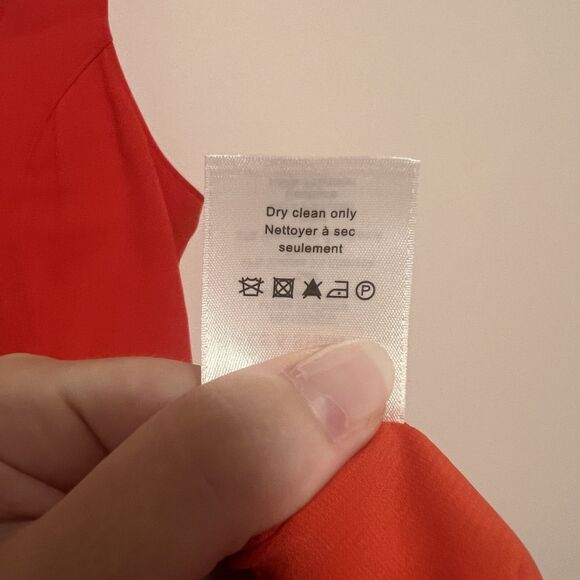 Dry clean only
Nettoyer à sec
seulement
P